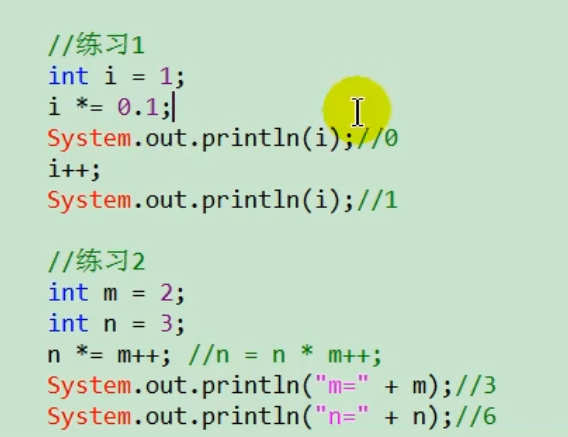 //练习1
int i = 1;
i *= 0.1;
System.out.println(i);//0
i++;
System.out.println(i);//1
//练习2
int m = 2;
int n = 3;
n *= m++; //n = n * m++;
System.out.println("m=" + m);//3
System.out.println("n=" + n);//6